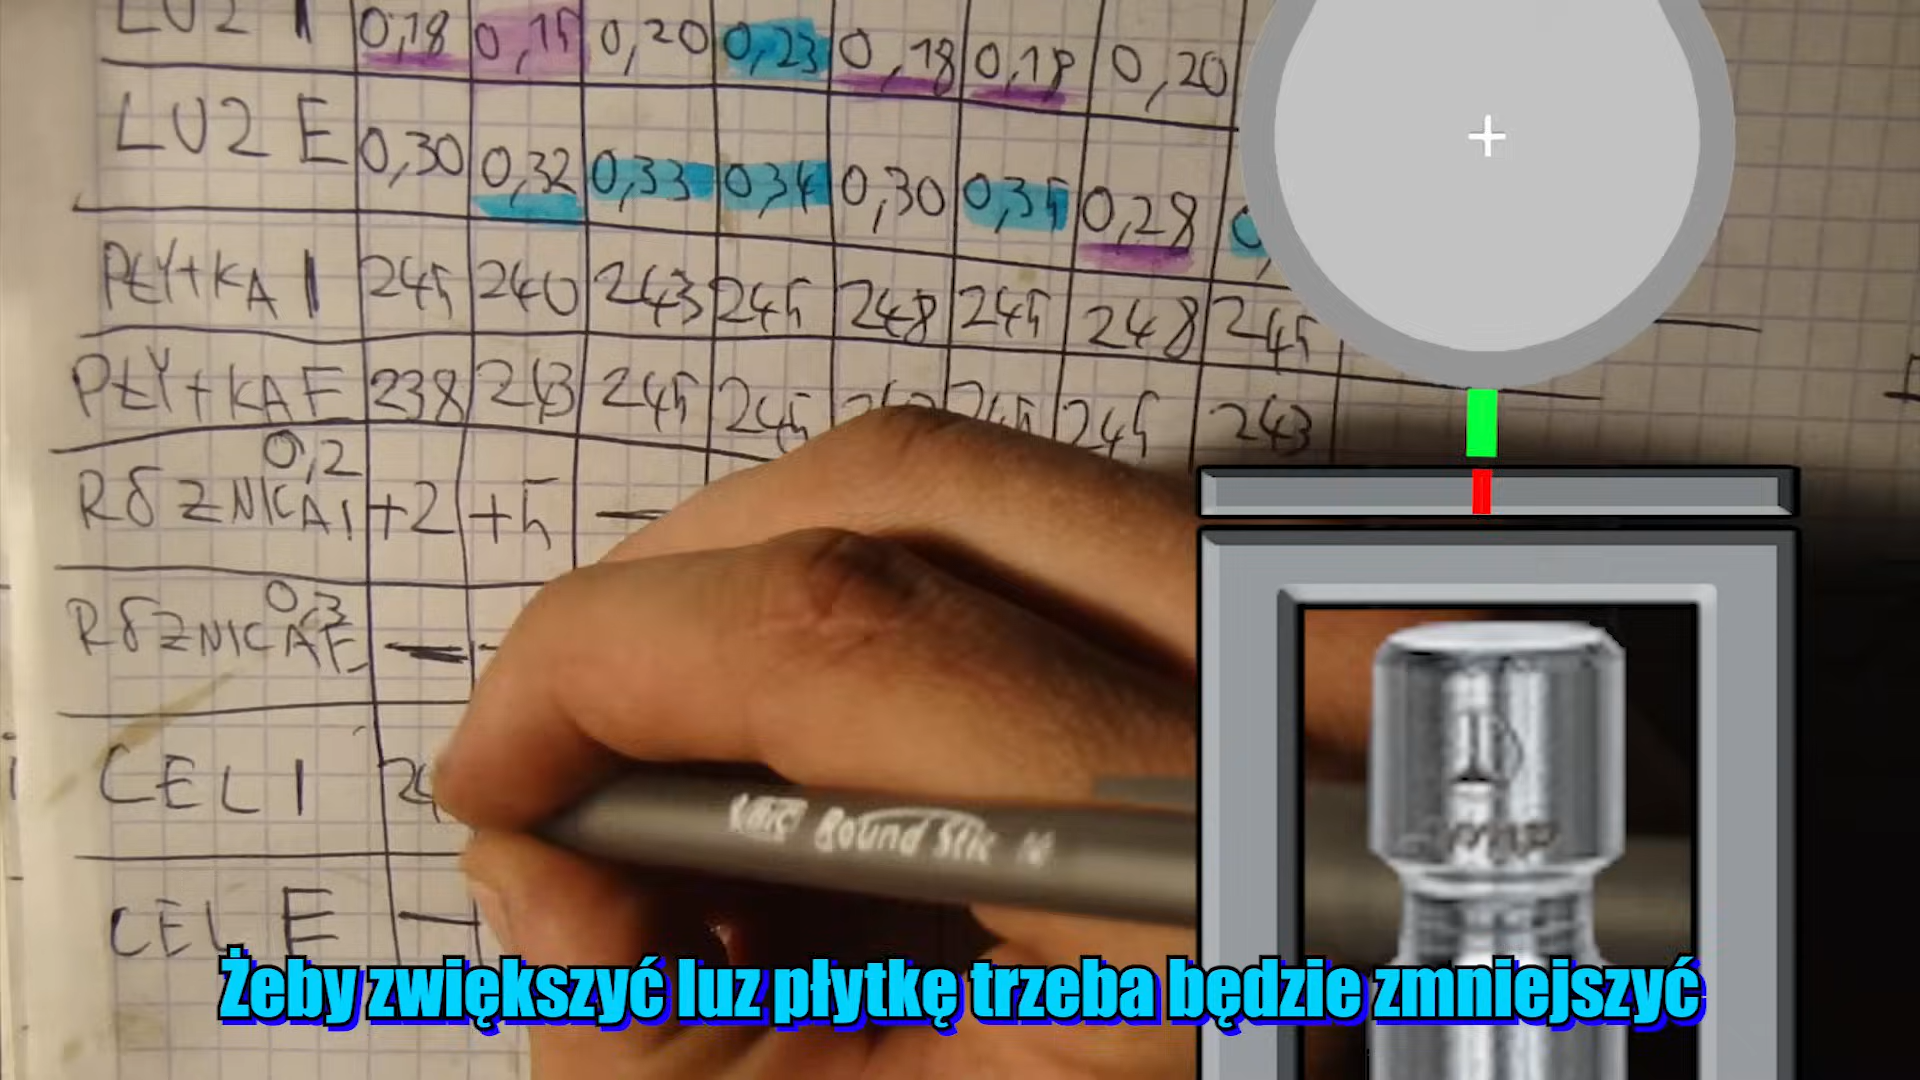 LUZ I 0,18 0,15 0,20 0,23 0,18 0,18 0,20
LUZ E 0,30 0,32 0,33 0,34 0,30 0,35 0,28
PŁYTKA I 245 240 243 245 248 245 248 245
PŁYTKA E 238 243 245 245 245 245 243
0,2
RÓŻNICA I +2 +5 —
0,3
RÓŻNICA E —
CEL I
CEL E —
BIC Round Stic M
Żeby zwiększyć luz płytkę trzeba będzie zmniejszyć